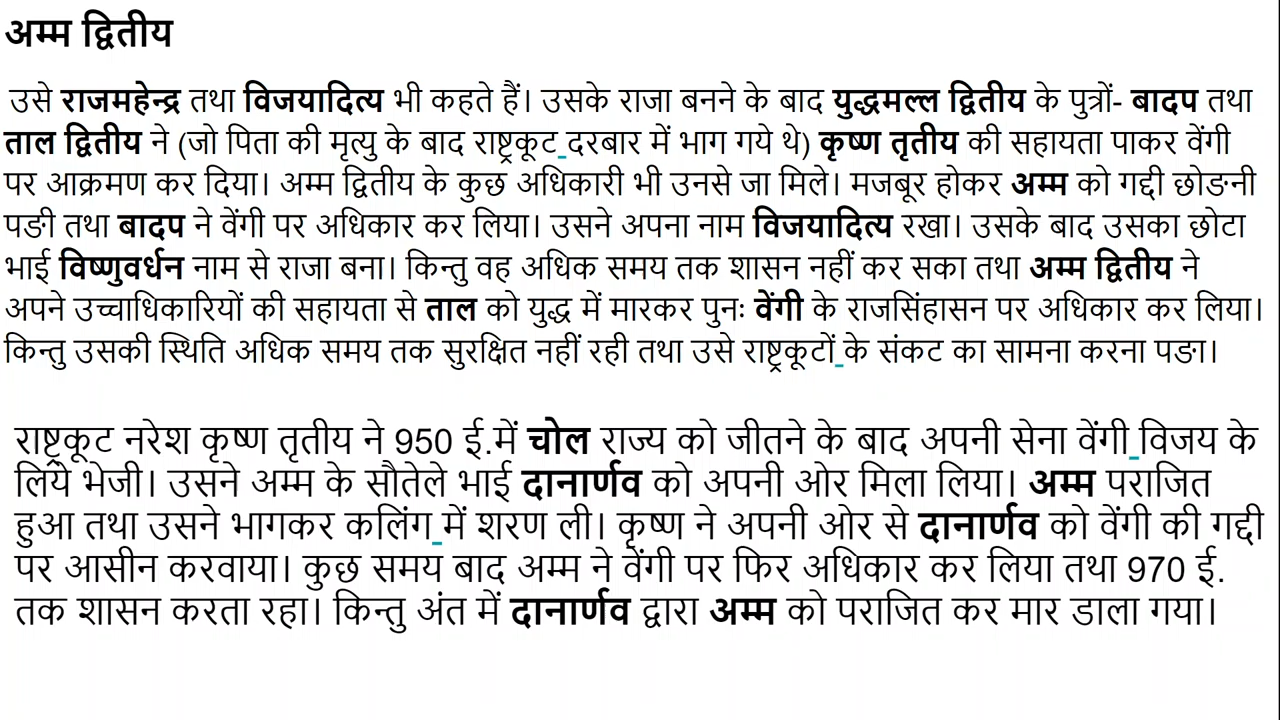 अम्म द्वितीय
उसे राजमहेन्द्र तथा विजयादित्य भी कहते हैं। उसके राजा बनने के बाद युद्धमल्ल द्वितीय के पुत्रों- बादप तथा
ताल द्वितीय ने (जो पिता की मृत्यु के बाद राष्ट्रकूट दरबार में भाग गये थे) कृष्ण तृतीय की सहायता पाकर वेंगी
पर आक्रमण कर दिया। अम्म द्वितीय के कुछ अधिकारी भी उनसे जा मिले। मजबूर होकर अम्म को गद्दी छोङनी
पङी तथा बादप ने वेंगी पर अधिकार कर लिया। उसने अपना नाम विजयादित्य रखा। उसके बाद उसका छोटा
भाई विष्णुवर्धन नाम से राजा बना। किन्तु वह अधिक समय तक शासन नहीं कर सका तथा अम्म द्वितीय ने
अपने उच्चाधिकारियों की सहायता से ताल को युद्ध में मारकर पुनः वेंगी के राजसिंहासन पर अधिकार कर लिया।
किन्तु उसकी स्थिति अधिक समय तक सुरक्षित नहीं रही तथा उसे राष्ट्रकूटों के संकट का सामना करना पङा।
राष्ट्रकूट नरेश कृष्ण तृतीय ने 950 ई.में चोल राज्य को जीतने के बाद अपनी सेना वेंगी विजय के
लिये भेजी। उसने अम्म के सौतेले भाई दानार्णव को अपनी ओर मिला लिया। अम्म पराजित
हुआ तथा उसने भागकर कलिंग में शरण ली। कृष्ण ने अपनी ओर से दानार्णव को वेंगी की गद्दी
पर आसीन करवाया। कुछ समय बाद अम्म ने वेंगी पर फिर अधिकार कर लिया तथा 970 ई.
तक शासन करता रहा। किन्तु अंत में दानार्णव द्वारा अम्म को पराजित कर मार डाला गया।